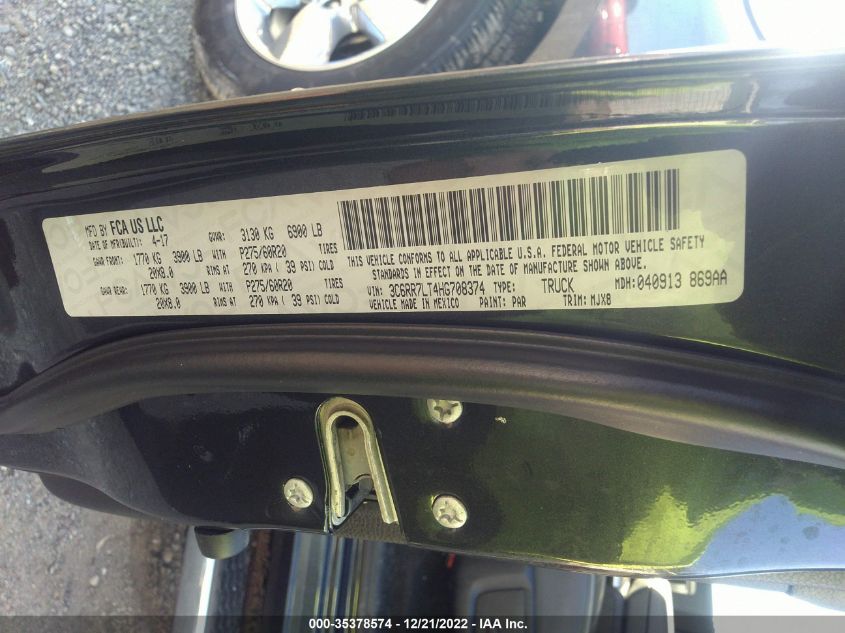 MFD BY FCA US LLC
DATE OF MFR(BUILT): 4-17 GVWR: 3130 KG 6900 LB
GAWR FRONT: 1770 KG 3900 LB WITH P275/60R20 TIRES
20X8.0 RIMS AT 270 KPA ( 39 PSI) COLD
GAWR REAR: 1770 KG 3900 LB WITH P275/60R20 TIRES
20X8.0 RIMS AT 270 KPA ( 39 PSI) COLD
THIS VEHICLE CONFORMS TO ALL APPLICABLE U.S.A. FEDERAL MOTOR VEHICLE SAFETY
STANDARDS IN EFFECT ON THE DATE OF MANUFACTURE SHOWN ABOVE.
VIN: 3C6RR7LT4HG708374 TYPE: TRUCK MDH:040913 869AA
VEHICLE MADE IN MEXICO PAINT: PAR TRIM: MJX8
000-35378574 - 12/21/2022 - IAA Inc.